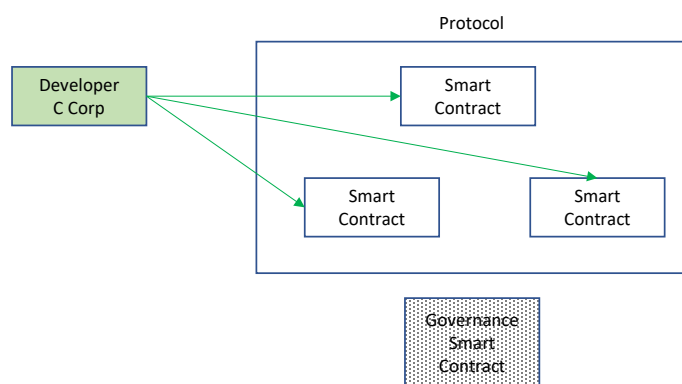 Protocol
Developer
C Corp
Smart
Contract
Smart
Contract
Smart
Contract
Governance
Smart
Contract